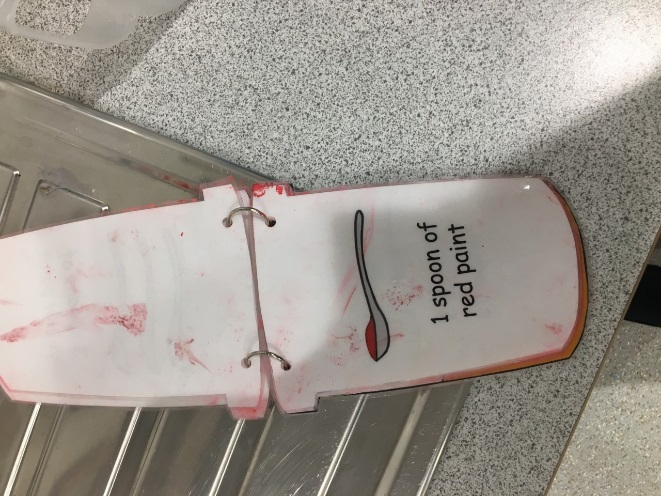 1 spoon of
red paint